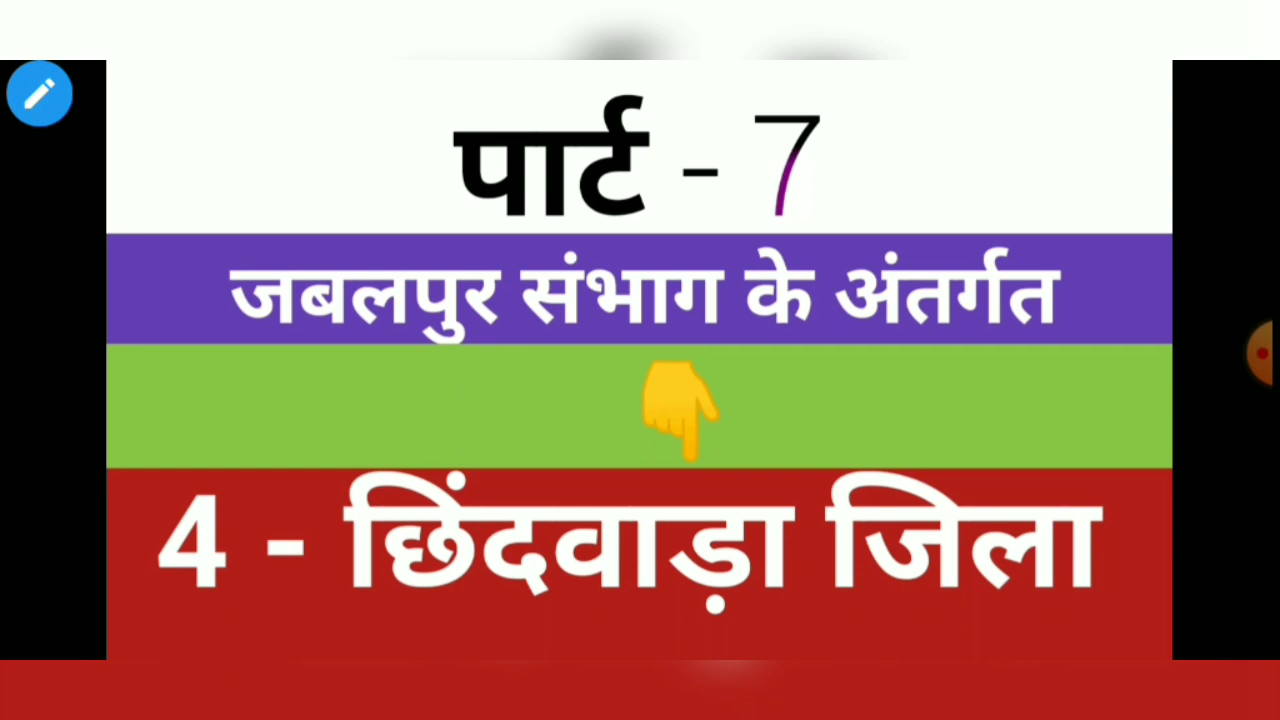 पार्ट - 7
जबलपुर संभाग के अंतर्गत
4 - छिंदवाड़ा जिला